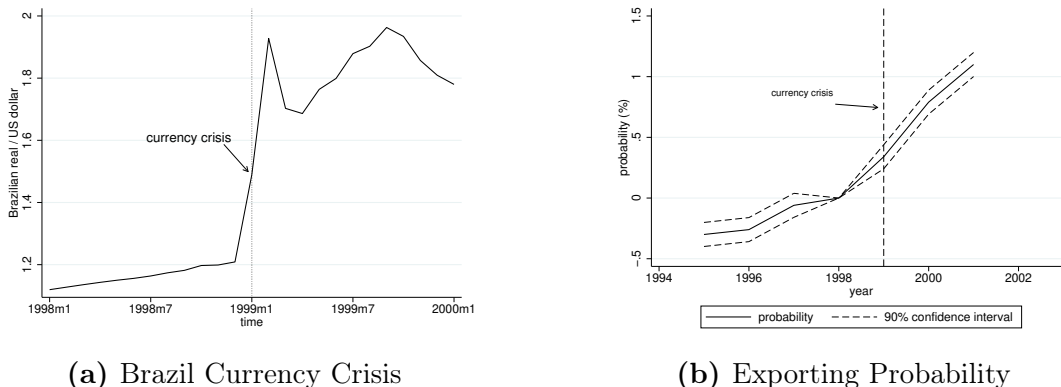 Brazilian real / US dollar
2
1.8
1.6
1.4
1.2
currency crisis
1998m1 1998m7 1999m1 1999m7 2000m1
time
(a) Brazil Currency Crisis
probability (%)
1.5
1
.5
0
-.5
currency crisis
1994 1996 1998 2000 2002
year
probability 90% confidence interval
(b) Exporting Probability